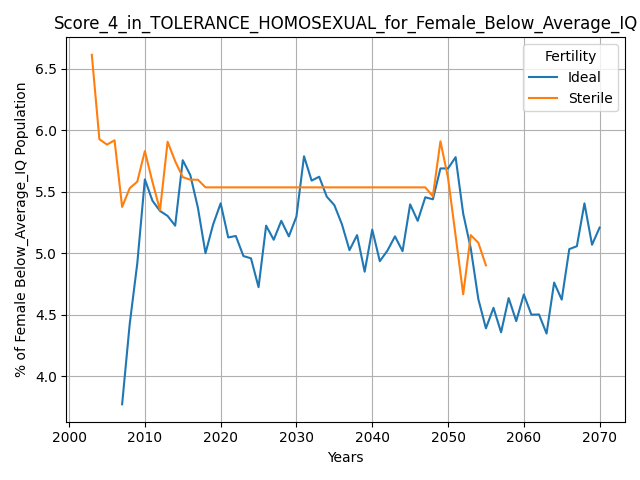 Score_4_in_TOLERANCE_HOMOSEXUAL_for_Female_Below_Average_IQ
Fertility
Ideal
Sterile
% of Female Below_Average_IQ Population
6.5
6.0
5.5
5.0
4.5
4.0
2000 2010 2020 2030 2040 2050 2060 2070
Years